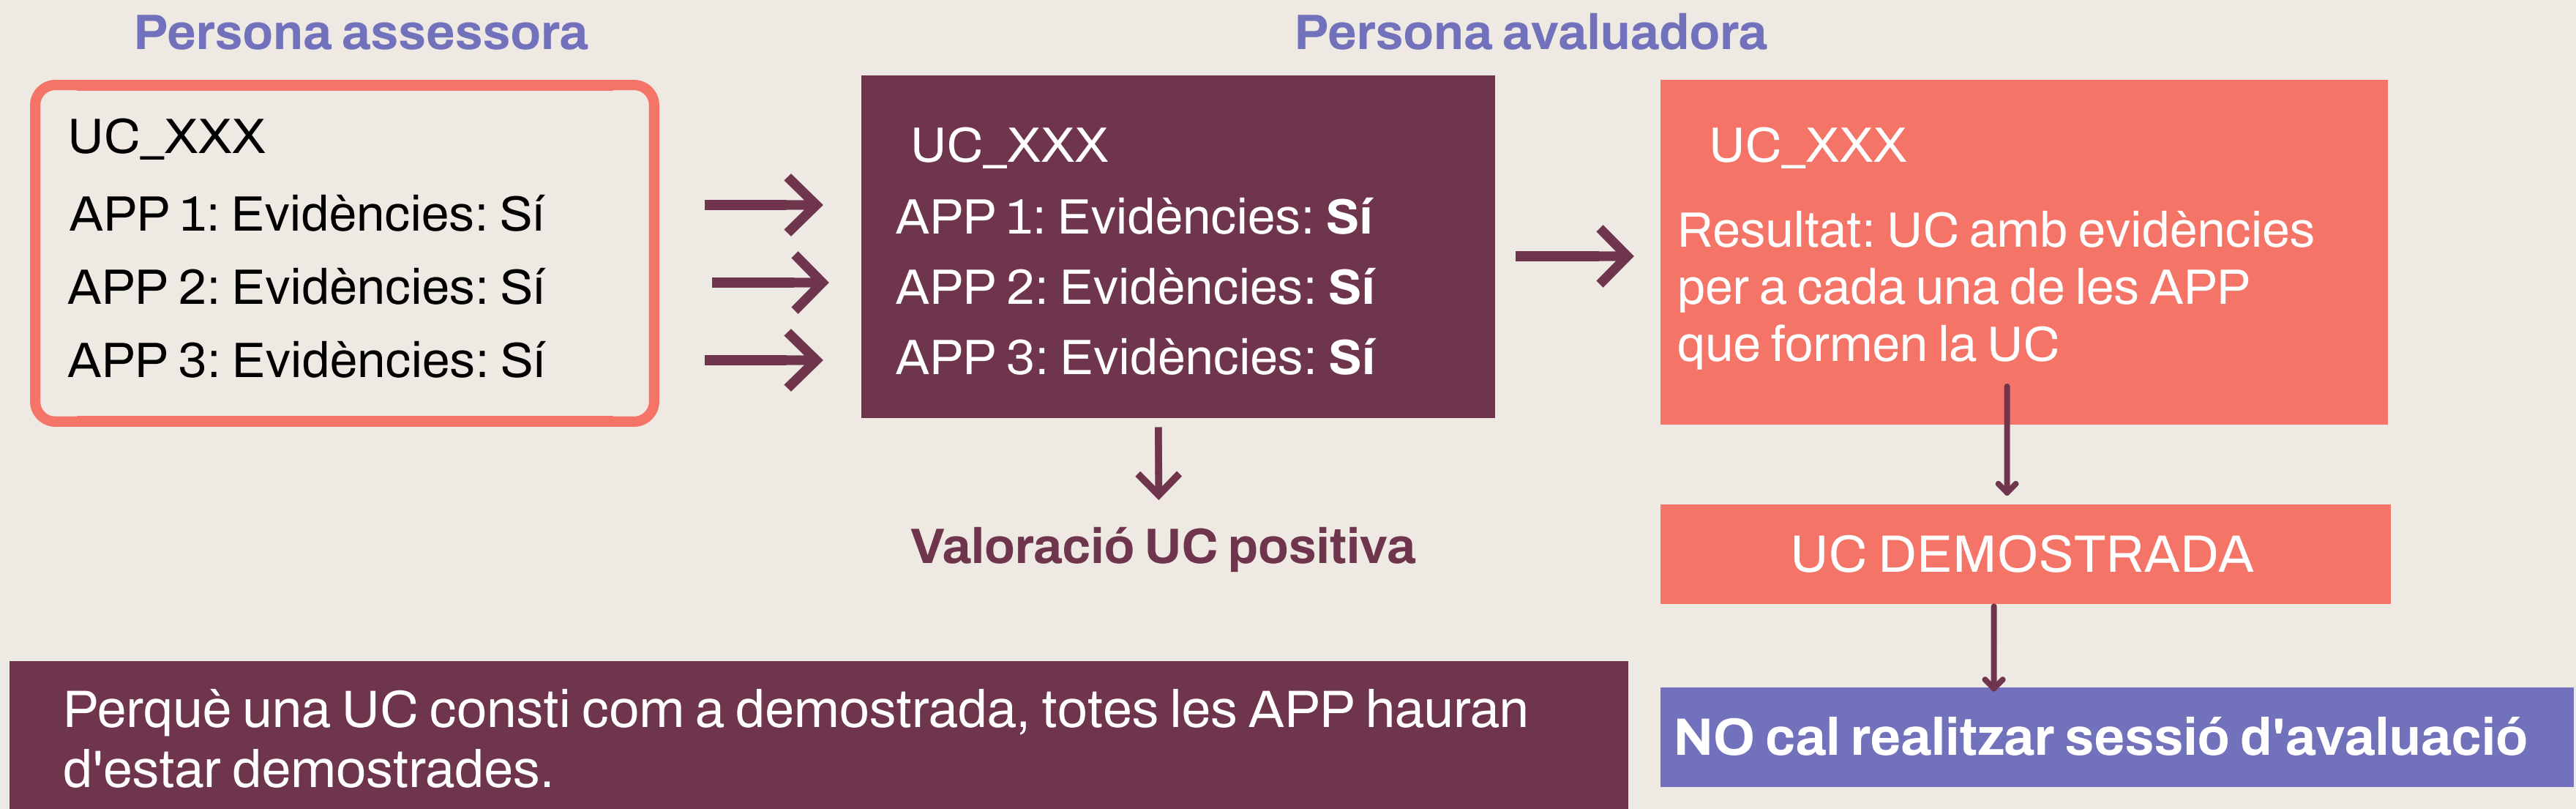 Persona assessora
UC_XXX
APP 1: Evidències: Sí
APP 2: Evidències: Sí
APP 3: Evidències: Sí
Persona avaluadora
UC_XXX
APP 1: Evidències: Sí
APP 2: Evidències: Sí
APP 3: Evidències: Sí
Valoració UC positiva
UC_XXX
Resultat: UC amb evidències
per a cada una de les APP
que formen la UC
UC DEMOSTRADA
NO cal realitzar sessió d'avaluació
Perquè una UC consti com a demostrada, totes les APP hauran
d'estar demostrades.